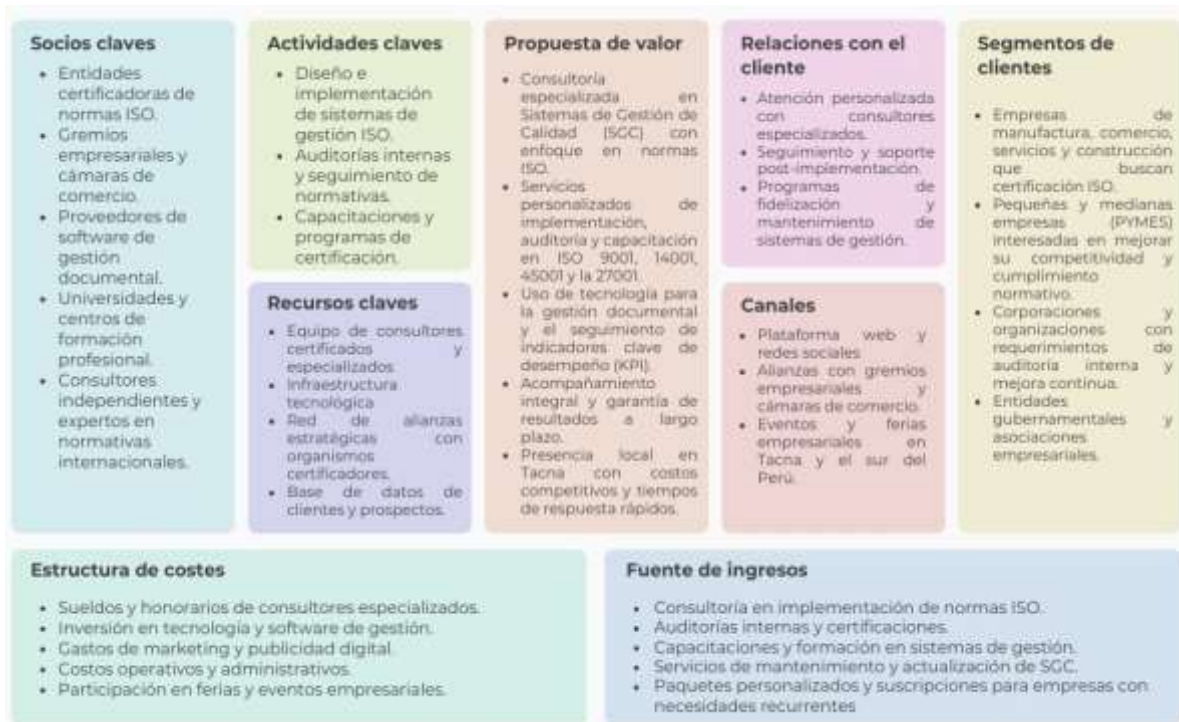 Socios claves
• Entidades
certificadoras de
normas ISO.
• Gremios
empresariales y
cámaras de
comercio.
• Proveedores de
software de
gestión
documental.
• Universidades y
centros de
formación
profesional.
• Consultores
independientes y
expertos en
normativas
internacionales.
Actividades claves
• Diseño e
implementación
de sistemas de
gestión ISO.
• Auditorías internas
y seguimiento de
normativas.
• Capacitaciones y
programas de
certificación.
Recursos claves
• Equipo de consultores
certificados y
especializados
• Infraestructura
tecnológica
• Red de alianzas
estratégicas con
organismos
certificadores.
• Base de datos de
clientes y prospectos.
Propuesta de valor
• Consultoría
especializada en
Sistemas de Gestión de
Calidad (SGC) con
enfoque en normas
ISO.
• Servicios
personalizados de
implementación,
auditoría y capacitación
en ISO 9001, 14001,
45001 y la 27001.
• Uso de tecnología para
la gestión documental
y el seguimiento de
indicadores clave de
desempeño (KPI).
• Acompañamiento
integral y garantía de
resultados a largo
plazo.
• Presencia local en
Tacna con costos
competitivos y tiempos
de respuesta rápidos.
Relaciones con el
cliente
• Atención personalizada
con consultores
especializados.
• Seguimiento y soporte
post-implementación.
• Programas de
fidelización y
mantenimiento de
sistemas de gestión.
Canales
• Plataforma web y
redes sociales
• Alianzas con gremios
empresariales y
cámaras de comercio.
• Eventos y ferias
empresariales en
Tacna y el sur del
Perú.
Segmentos de
clientes
• Empresas de
manufactura, comercio,
servicios y construcción
que buscan
certificación ISO.
• Pequeñas y medianas
empresas (PYMES)
interesadas en mejorar
su competitividad y
cumplimiento
normativo.
• Corporaciones y
organizaciones con
requerimientos de
auditoría interna y
mejora continua.
• Entidades
gubernamentales y
asociaciones
empresariales.
Estructura de costes
• Sueldos y honorarios de consultores especializados.
• Inversión en tecnología y software de gestión.
• Gastos de marketing y publicidad digital.
• Costos operativos y administrativos.
• Participación en ferias y eventos empresariales.
Fuente de ingresos
• Consultoría en implementación de normas ISO.
• Auditorías internas y certificaciones.
• Capacitaciones y formación en sistemas de gestión.
• Servicios de mantenimiento y actualización de SGC.
• Paquetes personalizados y suscripciones para empresas con
necesidades recurrentes